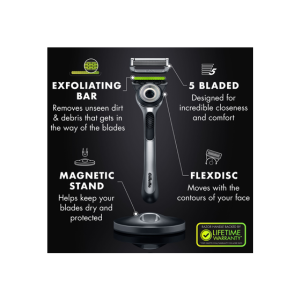 EXFOLIATING
BAR
Removes unseen dirt
& debris that gets in
the way of the blades
5
5 BLADED
Designed for
incredible closeness
and comfort
MAGNETIC
STAND
Helps keep your
blades dry and
protected
FLEXDISC
Moves with the
contours of your face
LIFETIME
WARRANTY